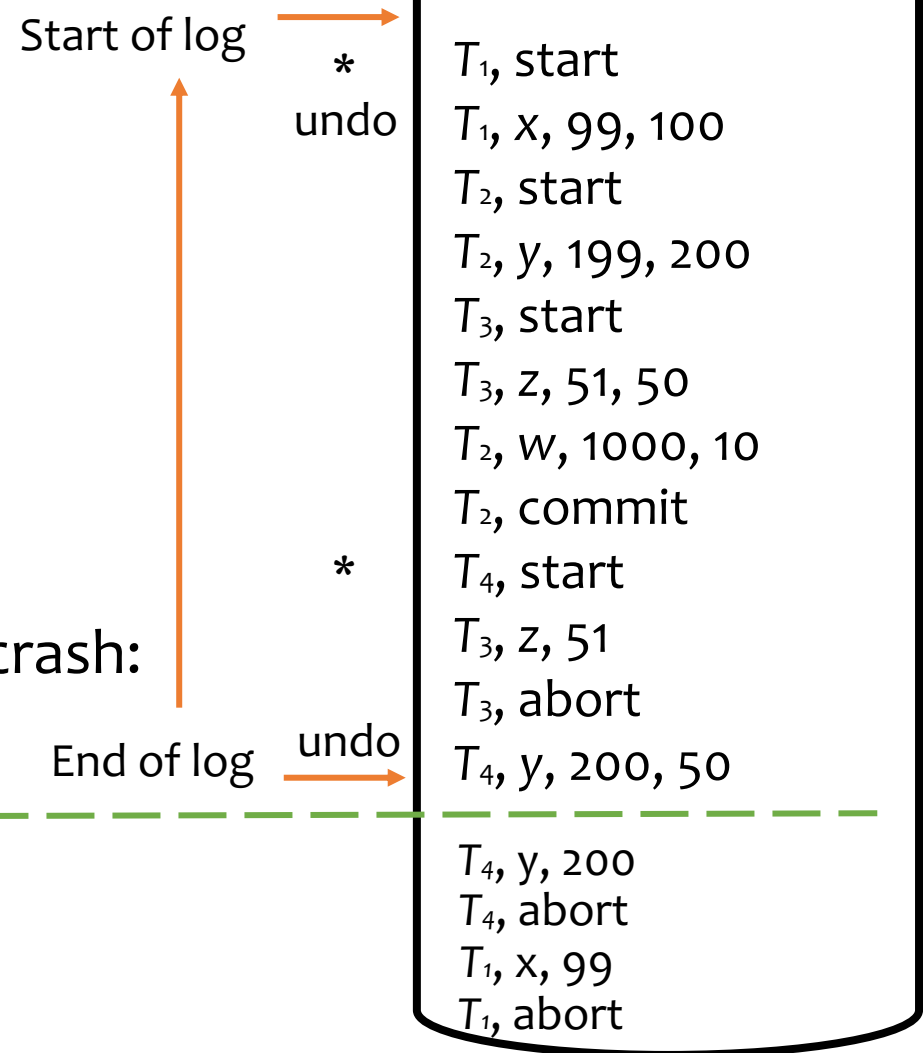 Start of log
*
undo
T₁, start
T₁, x, 99, 100
T₂, start
T₂, y, 199, 200
T₃, start
T₃, z, 51, 50
T₂, w, 1000, 10
T₂, commit
*
T₄, start
T₃, z, 51
crash:
T₃, abort
End of log
undo
T₄, y, 200, 50
T₄, y, 200
T₄, abort
T₁, x, 99
T₁, abort